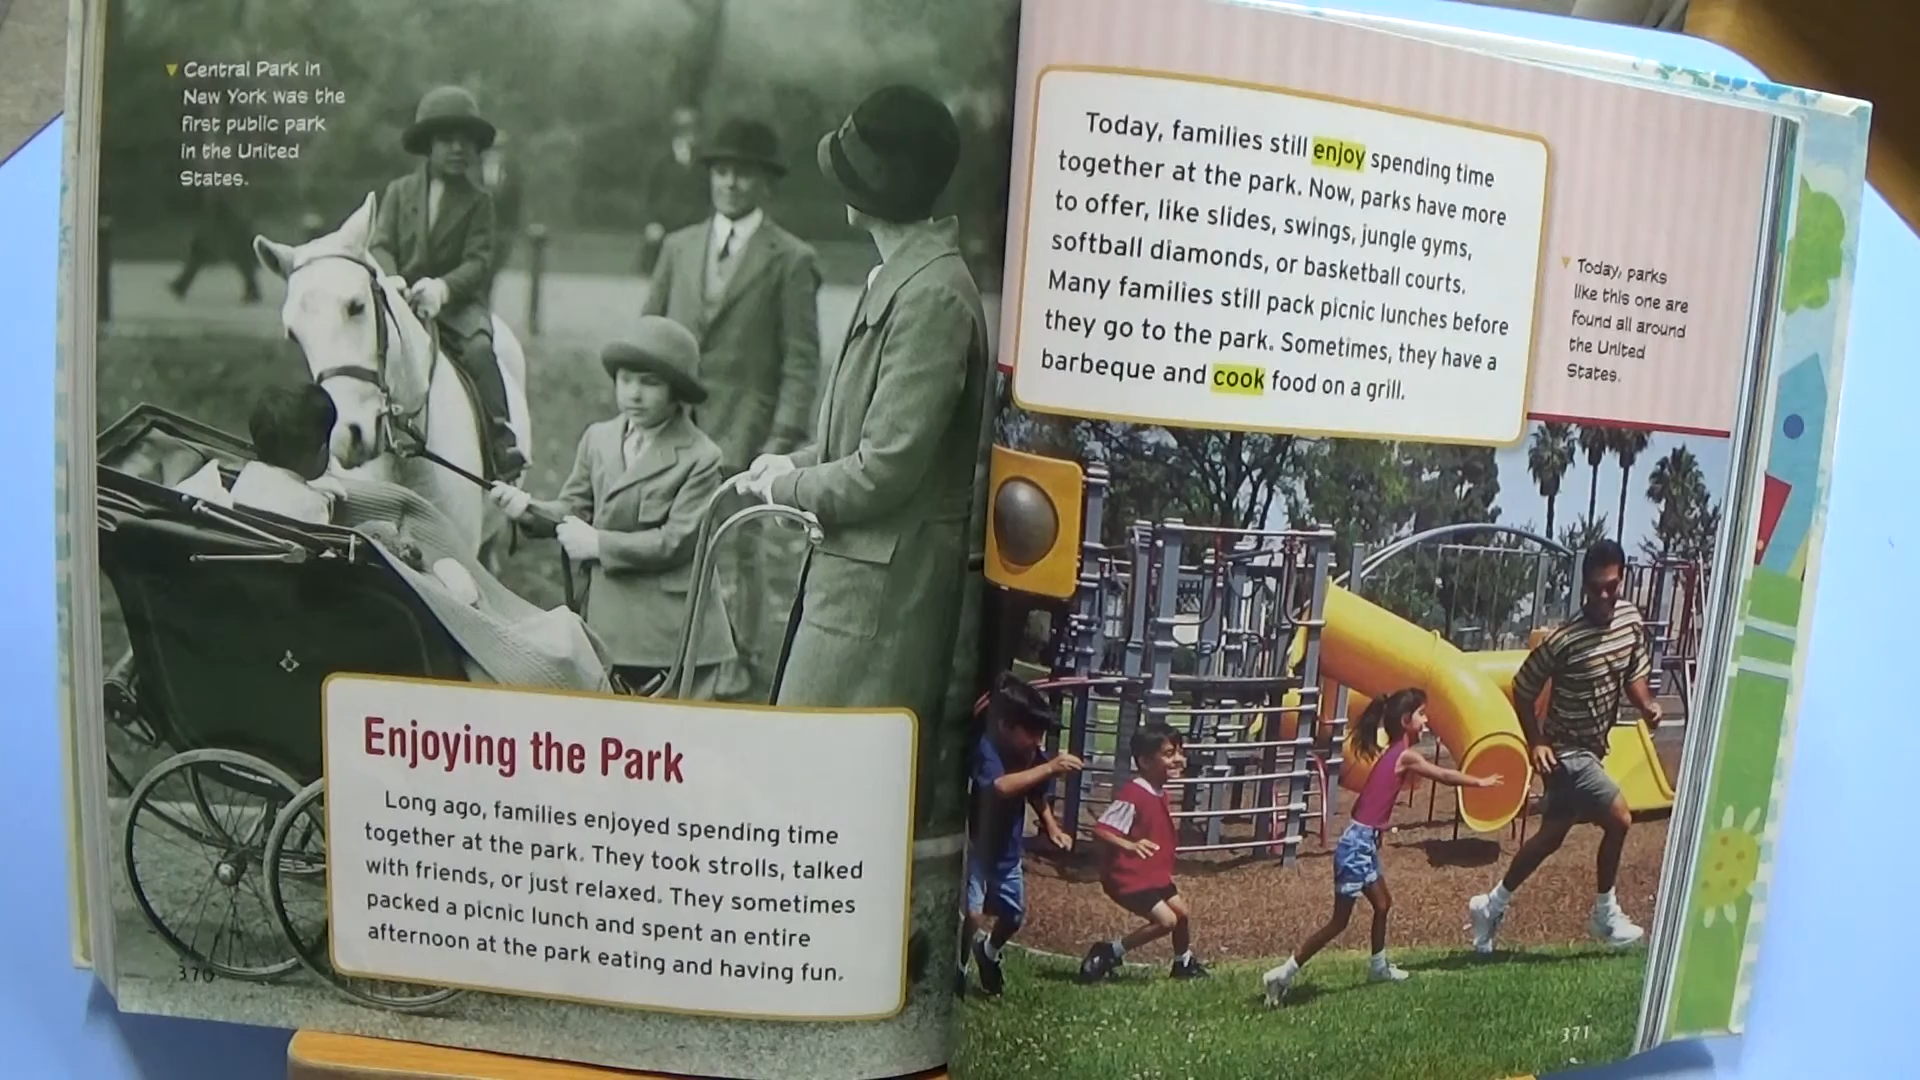 Central Park in
New York was the
first public park
in the United
States.
Enjoying the Park
Long ago, families enjoyed spending time
together at the park. They took strolls, talked
with friends, or just relaxed. They sometimes
packed a picnic lunch and spent an entire
afternoon at the park eating and having fun.
370
Today, families still enjoy spending time
together at the park. Now, parks have more
to offer, like slides, swings, jungle gyms,
softball diamonds, or basketball courts.
Many families still pack picnic lunches before
they go to the park. Sometimes, they have a
barbeque and cook food on a grill.
Today, parks
like this one are
found all around
the United
States.
371